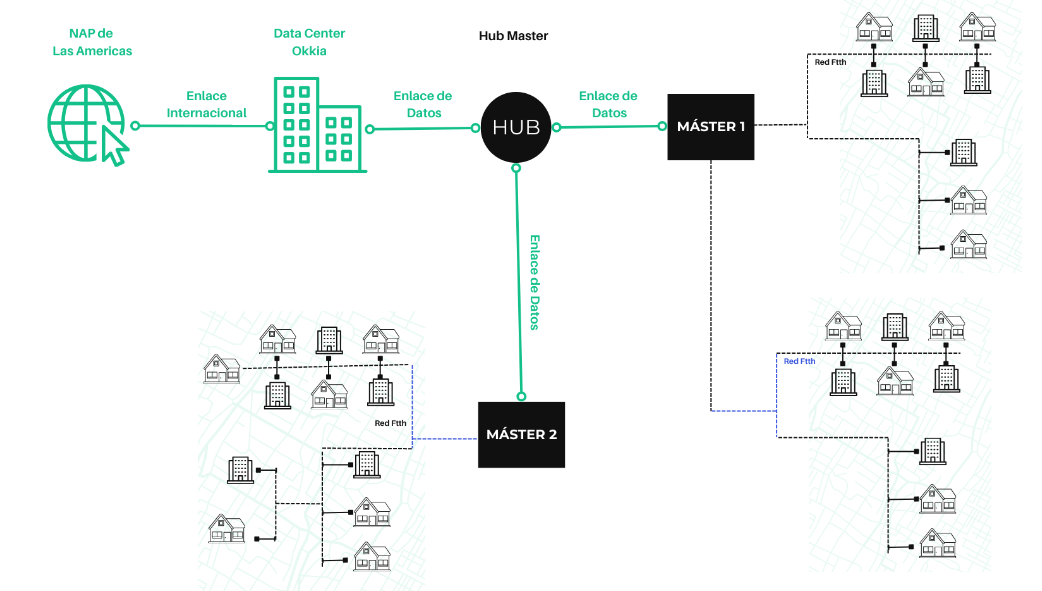 NAP de
Las Americas
Data Center
Okkia
Hub Master
Enlace
Internacional
Enlace de
Datos
HUB
Enlace de
Datos
MÁSTER 1
Red Ftth
Enlace de Datos
Red Ftth
Red Ftth
MÁSTER 2